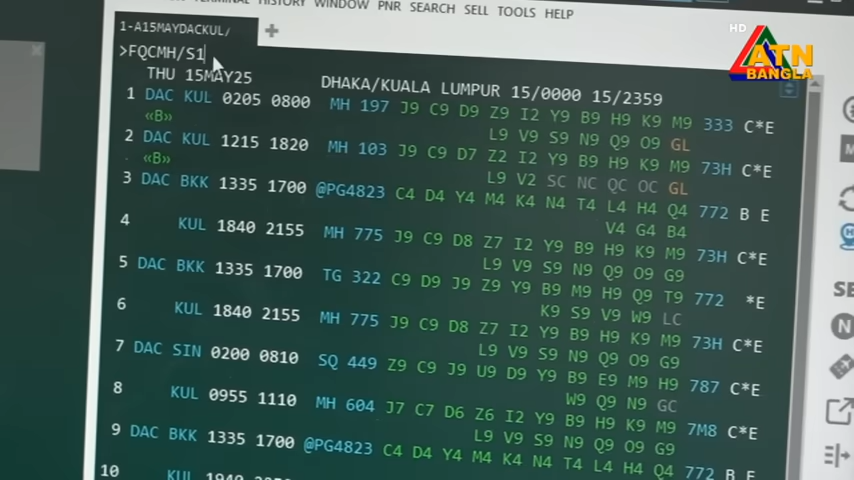 HISTORY WINDOW PNR SEARCH SELL TOOLS HELP
1-A15MAYDACKUL/
>FQCMH/S1
THU 15MAY25 DHAKA/KUALA LUMPUR 15/0000 15/2359
1 DAC KUL 0205 0800 MH 197 J9 C9 D9 Z9 I2 Y9 B9 H9 K9 M9 333 C*E
«B» L9 V9 S9 N9 Q9 O9 GL
2 DAC KUL 1215 1820 MH 103 J9 C9 D7 Z2 I2 Y9 B9 H9 K9 M9 73H C*E
«B» L9 V2 SC NC QC OC GL
3 DAC BKK 1335 1700 @PG4823 C4 D4 Y4 M4 K4 N4 T4 L4 H4 Q4 772 B E
V4 G4 B4
4 KUL 1840 2155 MH 775 J9 C9 D8 Z7 I2 Y9 B9 H9 K9 M9 73H C*E
L9 V9 S9 N9 Q9 O9 G9
5 DAC BKK 1335 1700 TG 322 C9 D9 J9 Z9 Y9 B9 M9 H9 Q9 T9 772 *E
K9 S9 V9 W9 LC
6 KUL 1840 2155 MH 775 J9 C9 D8 Z7 I2 Y9 B9 H9 K9 M9 73H C*E
L9 V9 S9 N9 Q9 O9 G9
7 DAC SIN 0200 0810 SQ 449 Z9 C9 J9 U9 D9 Y9 B9 E9 M9 H9 787 C*E
W9 Q9 N9 GC
8 KUL 0955 1110 MH 604 J7 C7 D6 Z6 I2 Y9 B9 H9 K9 M9 7M8 C*E
L9 V9 S9 N9 Q9 O9 G9
9 DAC BKK 1335 1700 @PG4823 C4 D4 Y4 M4 K4 N4 T4 L4 H4 Q4 772 B E
10 KUL
HD
ATN
BANGLA